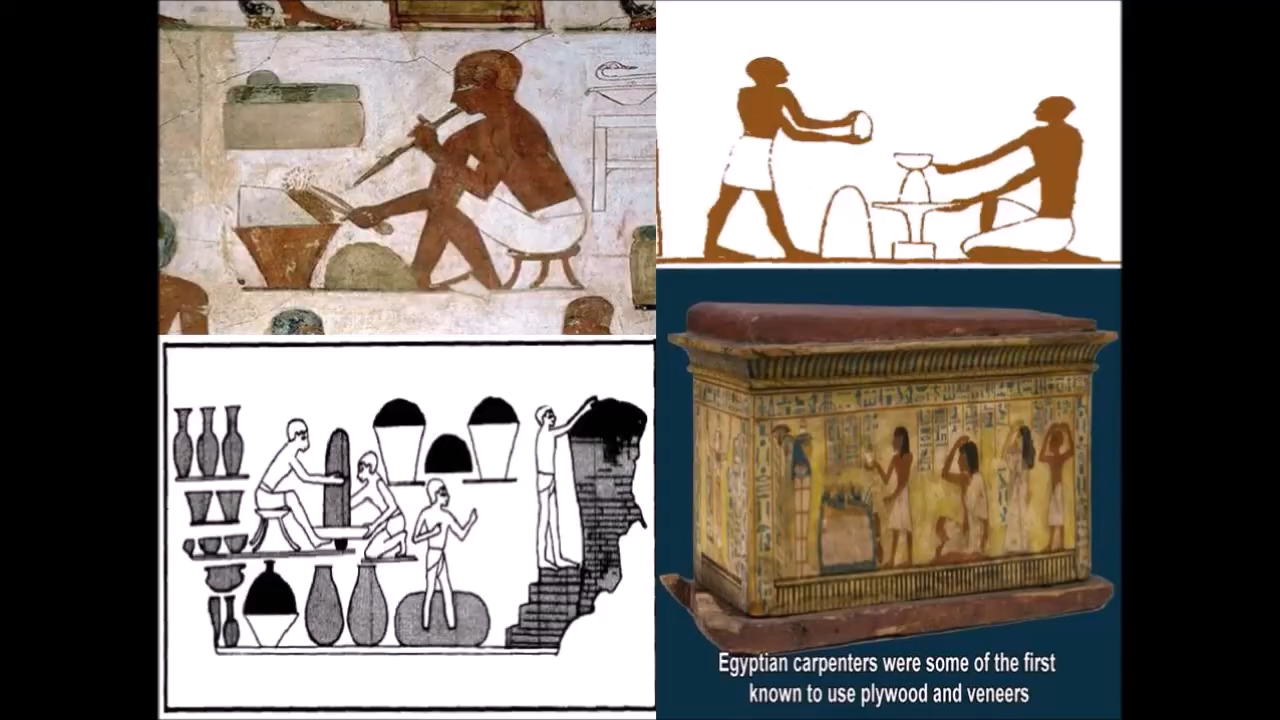 Egyptian carpenters were some of the first
known to use plywood and veneers